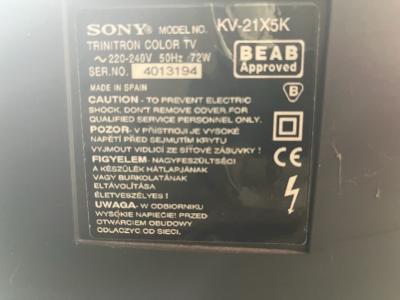 SONY® MODEL NO. KV-21X5K
TRINITRON COLOR TV
~220-240V 50Hz 72W
SER.NO. 4013194
BEAB
Approved
MADE IN SPAIN
B
CAUTION - TO PREVENT ELECTRIC
SHOCK, DON'T REMOVE COVER FOR
QUALIFIED SERVICE PERSONNEL ONLY.
POZOR - V PŘÍSTROJI JE VYSOKÉ
NAPĚTÍ PŘED SEJMUTÍM KRYTU
VYJMOUT VIDLICI ZE SÍŤOVÉ ZÁSUVKY !
FIGYELEM - NAGYFESZÜLTSÉGI
A KÉSZÜLÉK HÁTLAPJÁNAK
VAGY BURKOLATÁNAK
ELTÁVOLÍTÁSA
ÉLETVESZÉLYES !
CE
UWAGA - W ODBIORNIKU
WYSOKIE NAPIĘCIE! PRZED
OTWARCIEM OBUDOWY
ODŁĄCZYĆ OD SIECI.